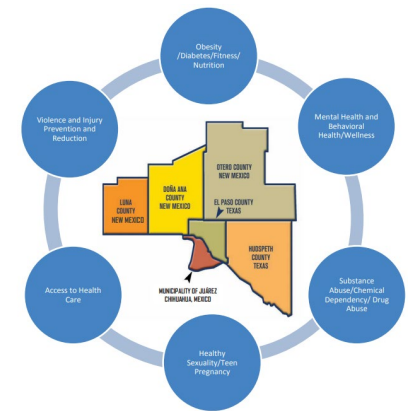 Obesity
/Diabetes/Fitness/
Nutrition
Violence and Injury
Prevention and
Reduction
Mental Health and
Behavioral
Health/Wellness
OTERO COUNTY
NEW MEXICO
DOÑA ANA
COUNTY
NEW MEXICO
LUNA
COUNTY
NEW MEXICO
EL PASO COUNTY
TEXAS
HUDSPETH
COUNTY
TEXAS
MUNICIPALITY OF JUÁREZ
CHIHUAHUA, MEXICO
Access to Health
Care
Substance
Abuse/Chemical
Dependency/ Drug
Abuse
Healthy
Sexuality/Teen
Pregnancy